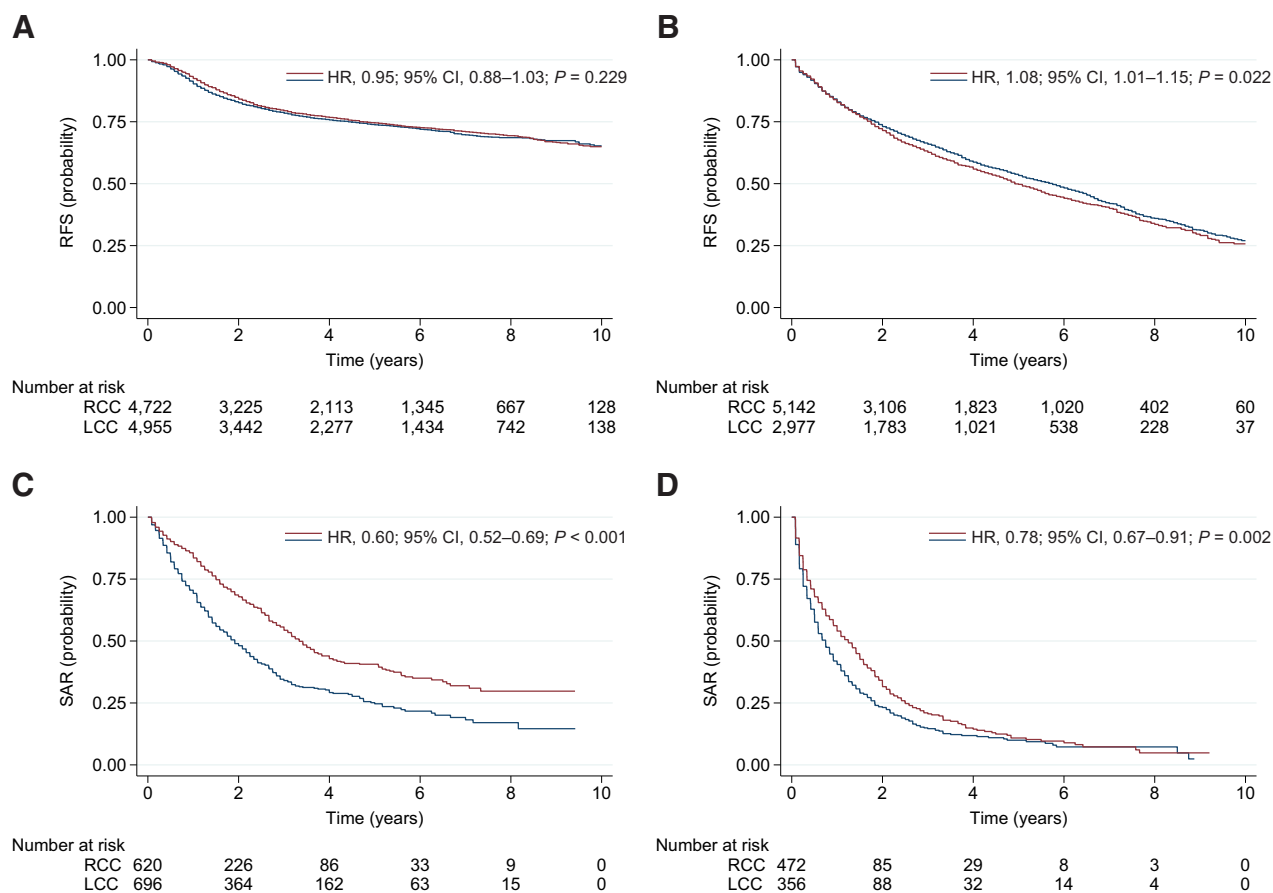 A
1.00
0.75
0.50
0.25
0.00
RFS (probability)
HR, 0.95; 95% CI, 0.88–1.03; P = 0.229
0 2 4 6 8 10
Time (years)
Number at risk
RCC 4,722 3,225 2,113 1,345 667 128
LCC 4,955 3,442 2,277 1,434 742 138
B
1.00
0.75
0.50
0.25
0.00
RFS (probability)
HR, 1.08; 95% CI, 1.01–1.15; P = 0.022
0 2 4 6 8 10
Time (years)
Number at risk
RCC 5,142 3,106 1,823 1,020 402 60
LCC 2,977 1,783 1,021 538 228 37
C
1.00
0.75
0.50
0.25
0.00
SAR (probability)
HR, 0.60; 95% CI, 0.52–0.69; P < 0.001
0 2 4 6 8 10
Time (years)
Number at risk
RCC 620 226 86 33 9 0
LCC 696 364 162 63 15 0
D
1.00
0.75
0.50
0.25
0.00
SAR (probability)
HR, 0.78; 95% CI, 0.67–0.91; P = 0.002
0 2 4 6 8 10
Time (years)
Number at risk
RCC 472 85 29 8 3 0
LCC 356 88 32 14 4 0